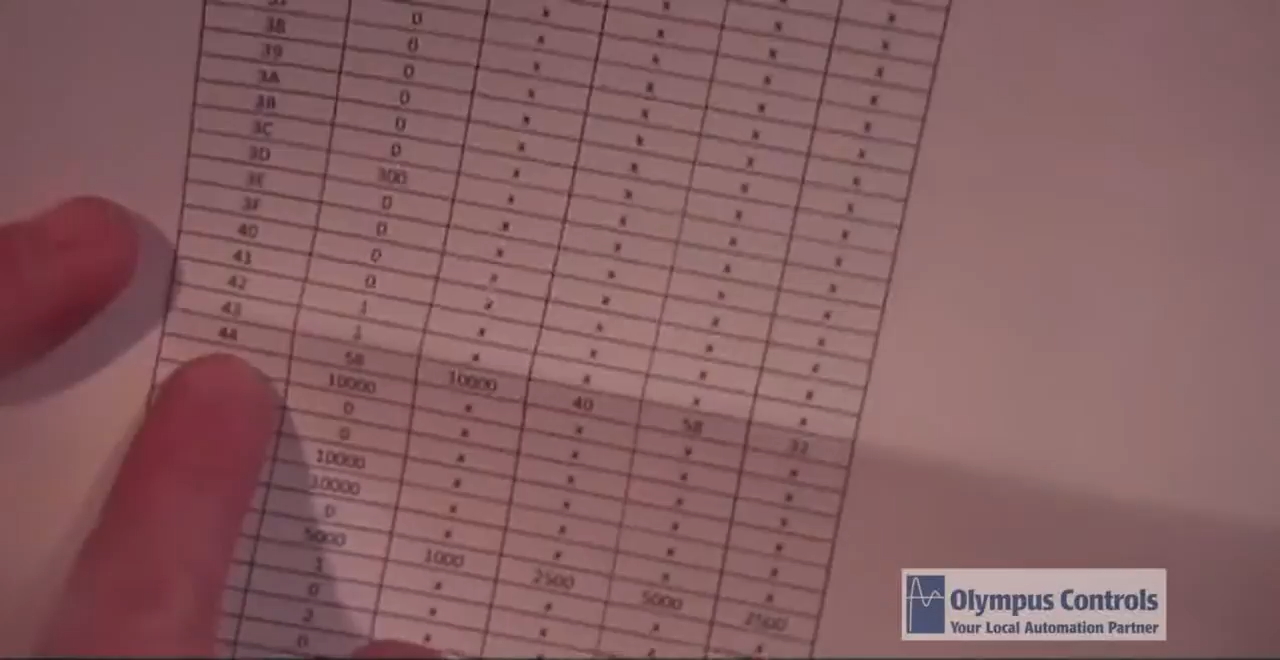 0 x x x x
38 0 x x x x
39 0 x x x x
3A 0 x x x x
3B 0 x x x x
3C 0 x x x x
3D 300 x x x x
3E 0 x x x x
3F 0 x x x x
40 0 x x x x
41 0 x x x x
42 1 x x x x
43 1 x x x x
44 58 10000 40 58 32
10000 x x x x
0 x x x x
0 x x x x
10000 x x x x
10000 x x x x
0 x x x x
5000 1000 2500 5000 2500
1 x x x x
0 x x x
2 x
0
Olympus Controls
Your Local Automation Partner